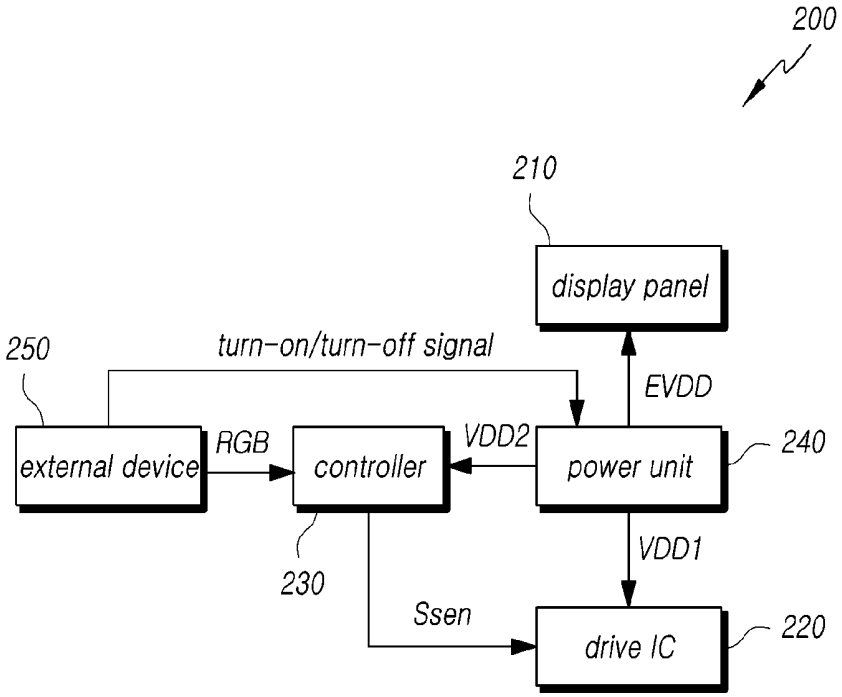 200
210
display panel
turn-on/turn-off signal
250
EVDD
RGB
VDD2
240
external device
controller
power unit
VDD1
230
Ssen
220
drive IC